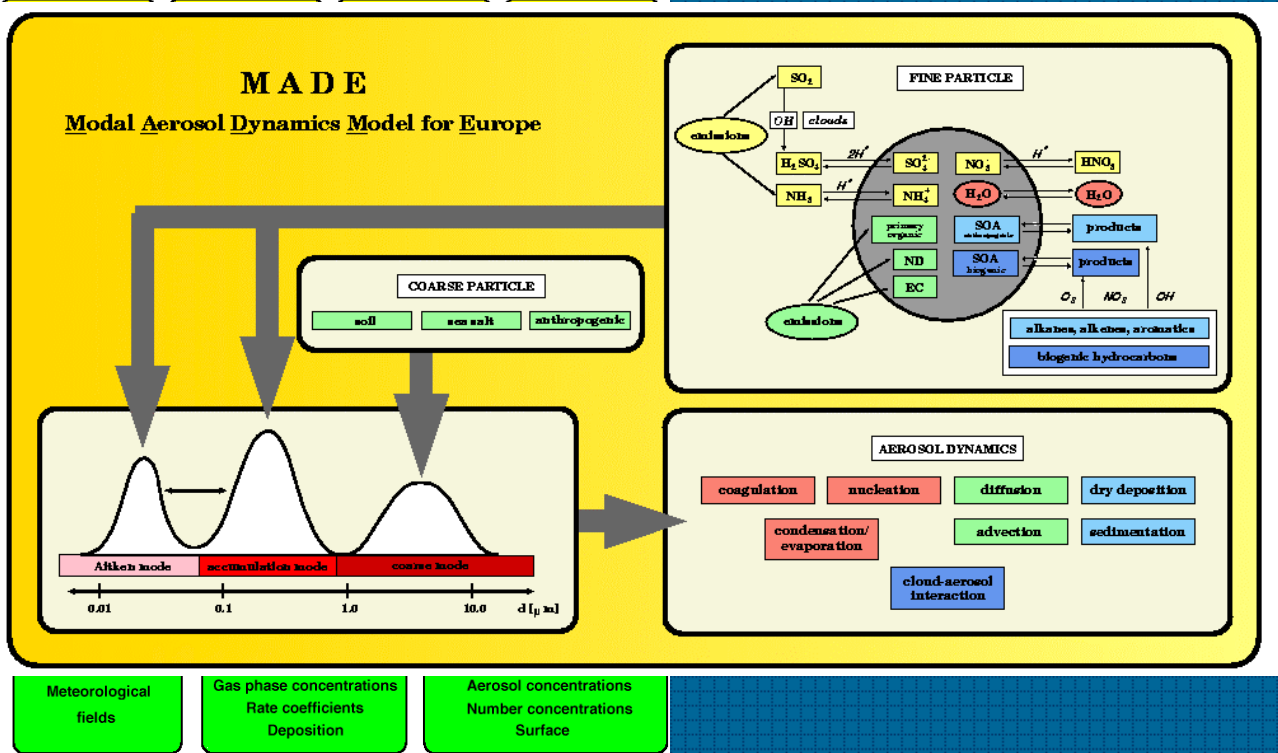 M A D E
Modal Aerosol Dynamics Model for Europe
FINE PARTICLE
SO₂
emissions
OH
clouds
H₂SO₄
2H⁺
SO₄²⁻
NO₃⁻
H⁺
HNO₃
NH₃
H⁺
NH₄⁺
H₂O
H₂O
primary
organic
SOA
anthropogenic
products
ND
SOA
biogenic
products
EC
O₃
NO₃
OH
emissions
alkanes, alkenes, aromatics
biogenic hydrocarbons
COARSE PARTICLE
soil
sea salt
anthropogenic
Aitken mode
accumulation mode
coarse mode
0.01
0.1
1.0
10.0
d [μ m]
AEROSOL DYNAMICS
coagulation
nucleation
diffusion
dry deposition
condensation/
evaporation
advection
sedimentation
cloud-aerosol
interaction
Meteorological
fields
Gas phase concentrations
Rate coefficients
Deposition
Aerosol concentrations
Number concentrations
Surface